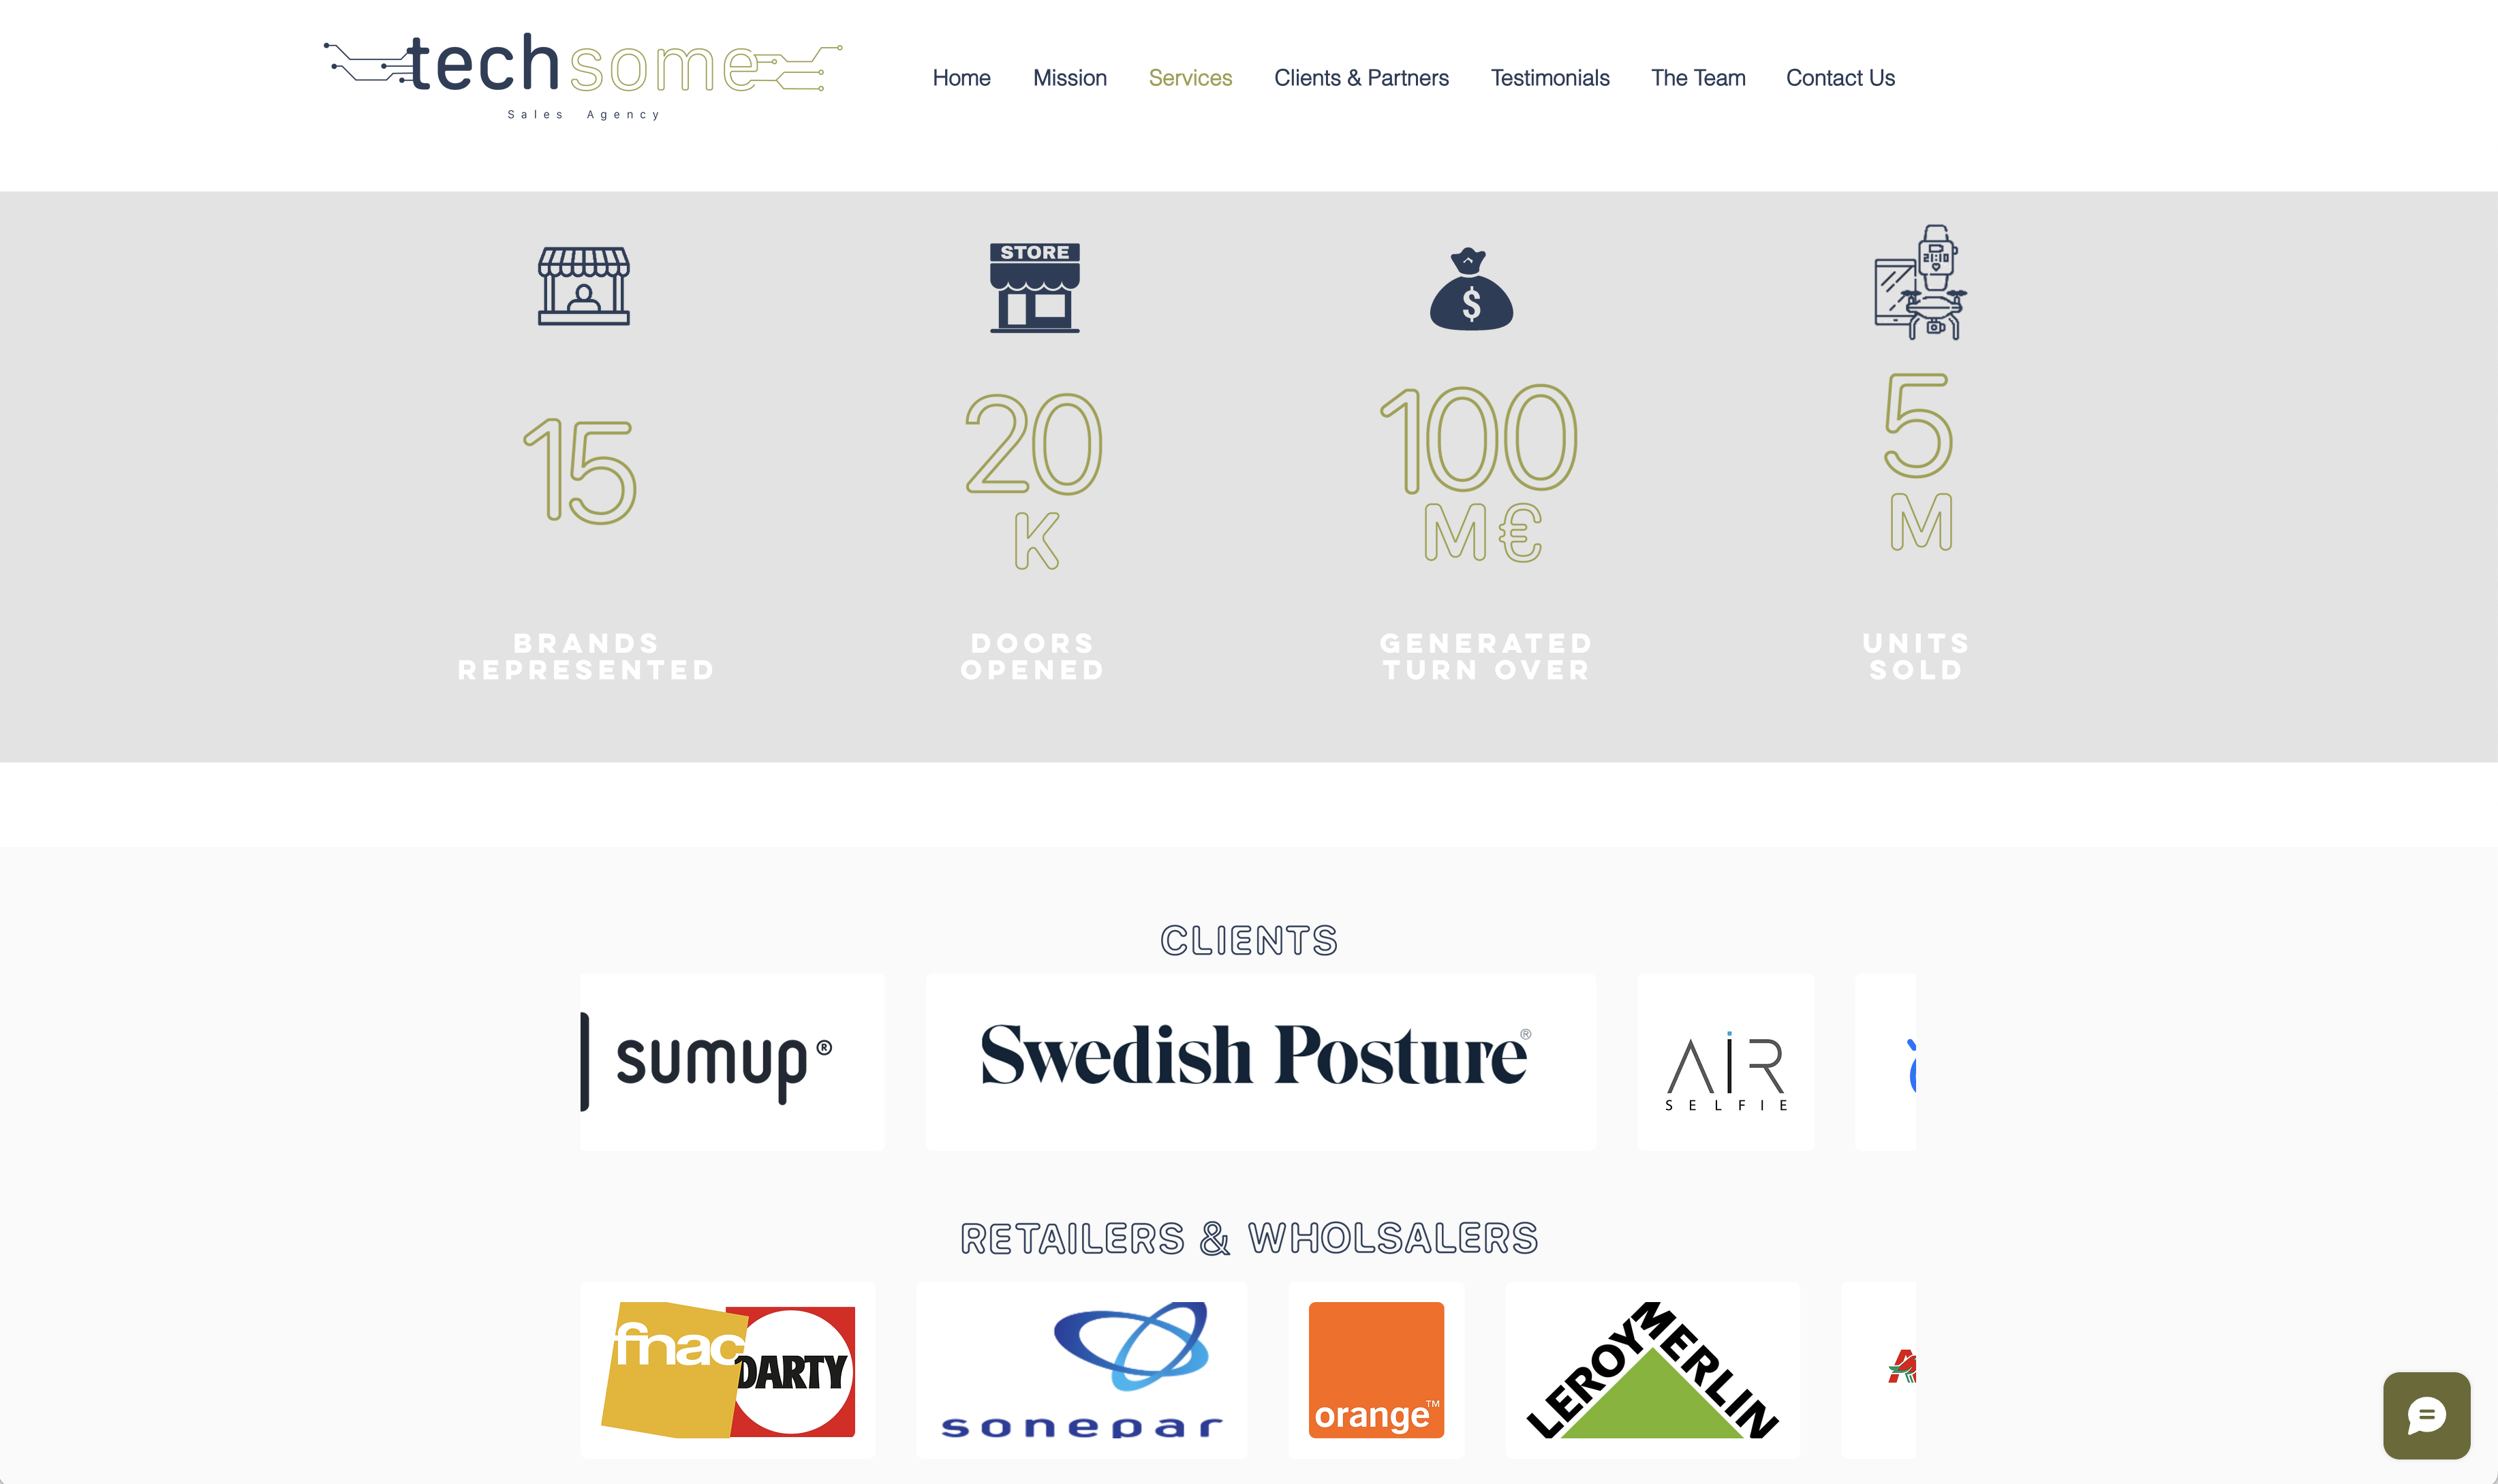 techsome
Sales Agency
Home Mission Services Clients & Partners Testimonials The Team Contact Us
STORE
21:10
$
15
20
K
100
M€
5
M
BRANDS
REPRESENTED
DOORS
OPENED
GENERATED
TURN OVER
UNITS
SOLD
CLIENTS
sumup®
Swedish Posture®
AiR
SELFIE
RETAILERS & WHOLSALERS
fnac
DARTY
sonepar
orange™
LEROY MERLIN